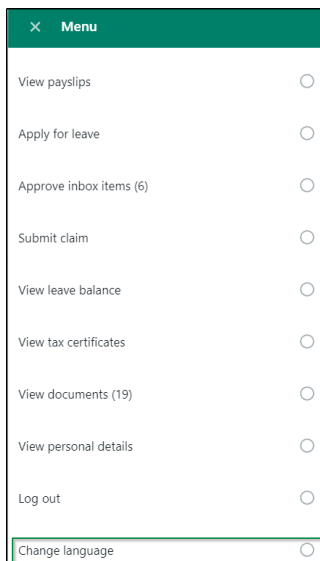 Menu
View payslips
Apply for leave
Approve inbox items (6)
Submit claim
View leave balance
View tax certificates
View documents (19)
View personal details
Log out
Change language